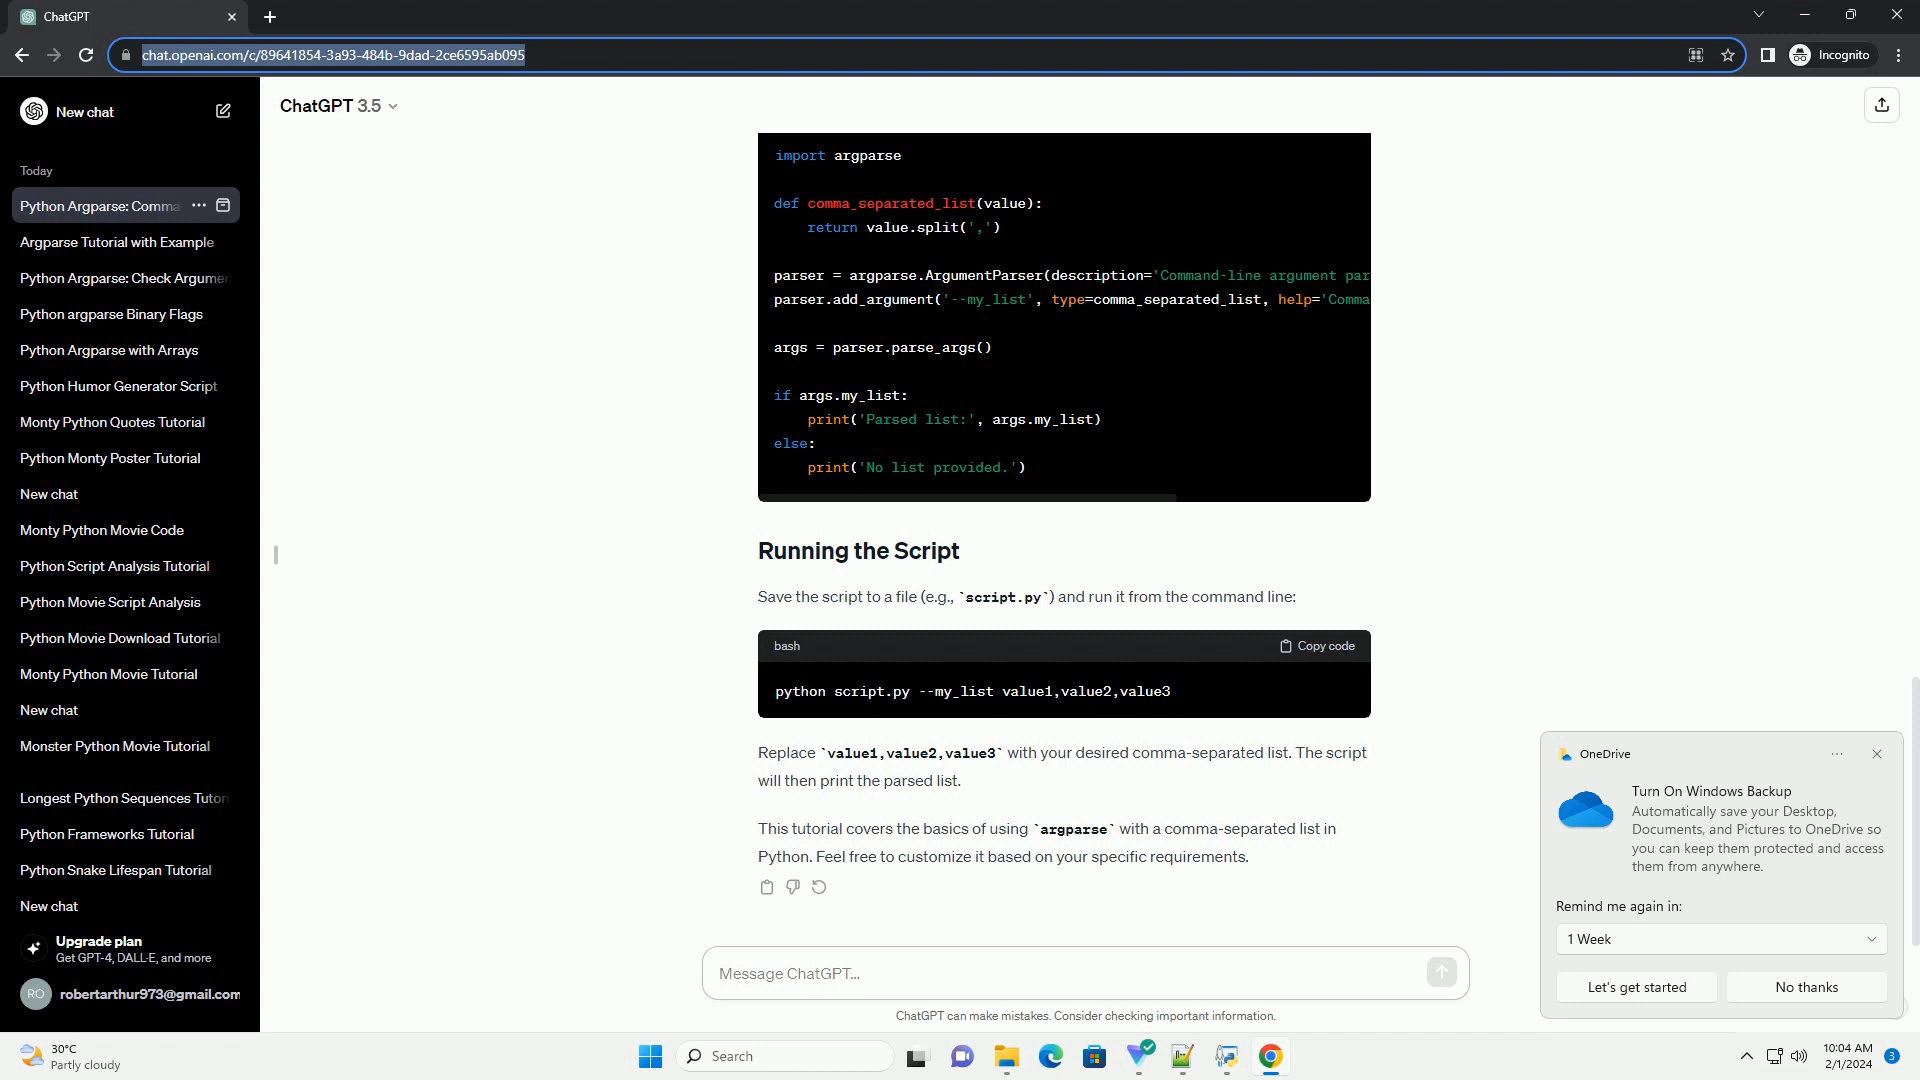 ChatGPT
chat.openai.com/c/89641854-3a93-484b-9dad-2ce6595ab095
Incognito
New chat
Today
Python Argparse: Comma
Argparse Tutorial with Example
Python Argparse: Check Argumen
Python argparse Binary Flags
Python Argparse with Arrays
Python Humor Generator Script
Monty Python Quotes Tutorial
Python Monty Poster Tutorial
New chat
Monty Python Movie Code
Python Script Analysis Tutorial
Python Movie Script Analysis
Python Movie Download Tutorial
Monty Python Movie Tutorial
New chat
Monster Python Movie Tutorial
Longest Python Sequences Tutori
Python Frameworks Tutorial
Python Snake Lifespan Tutorial
New chat
Upgrade plan
Get GPT-4, DALL·E, and more
RO robertarthur973@gmail.com
ChatGPT 3.5
import argparse
def comma_separated_list(value):
return value.split(',')
parser = argparse.ArgumentParser(description='Command-line argument par
parser.add_argument('--my_list', type=comma_separated_list, help='Comma
args = parser.parse_args()
if args.my_list:
print('Parsed list:', args.my_list)
else:
print('No list provided.')
Running the Script
Save the script to a file (e.g., `script.py`) and run it from the command line:
bash Copy code
python script.py --my_list value1,value2,value3
Replace `value1,value2,value3` with your desired comma-separated list. The script
will then print the parsed list.
This tutorial covers the basics of using `argparse` with a comma-separated list in
Python. Feel free to customize it based on your specific requirements.
Message ChatGPT...
ChatGPT can make mistakes. Consider checking important information.
OneDrive
Turn On Windows Backup
Automatically save your Desktop,
Documents, and Pictures to OneDrive so
you can keep them protected and access
them from anywhere.
Remind me again in:
1 Week
Let's get started No thanks
30°C
Partly cloudy
Search
10:04 AM
2/1/2024
3